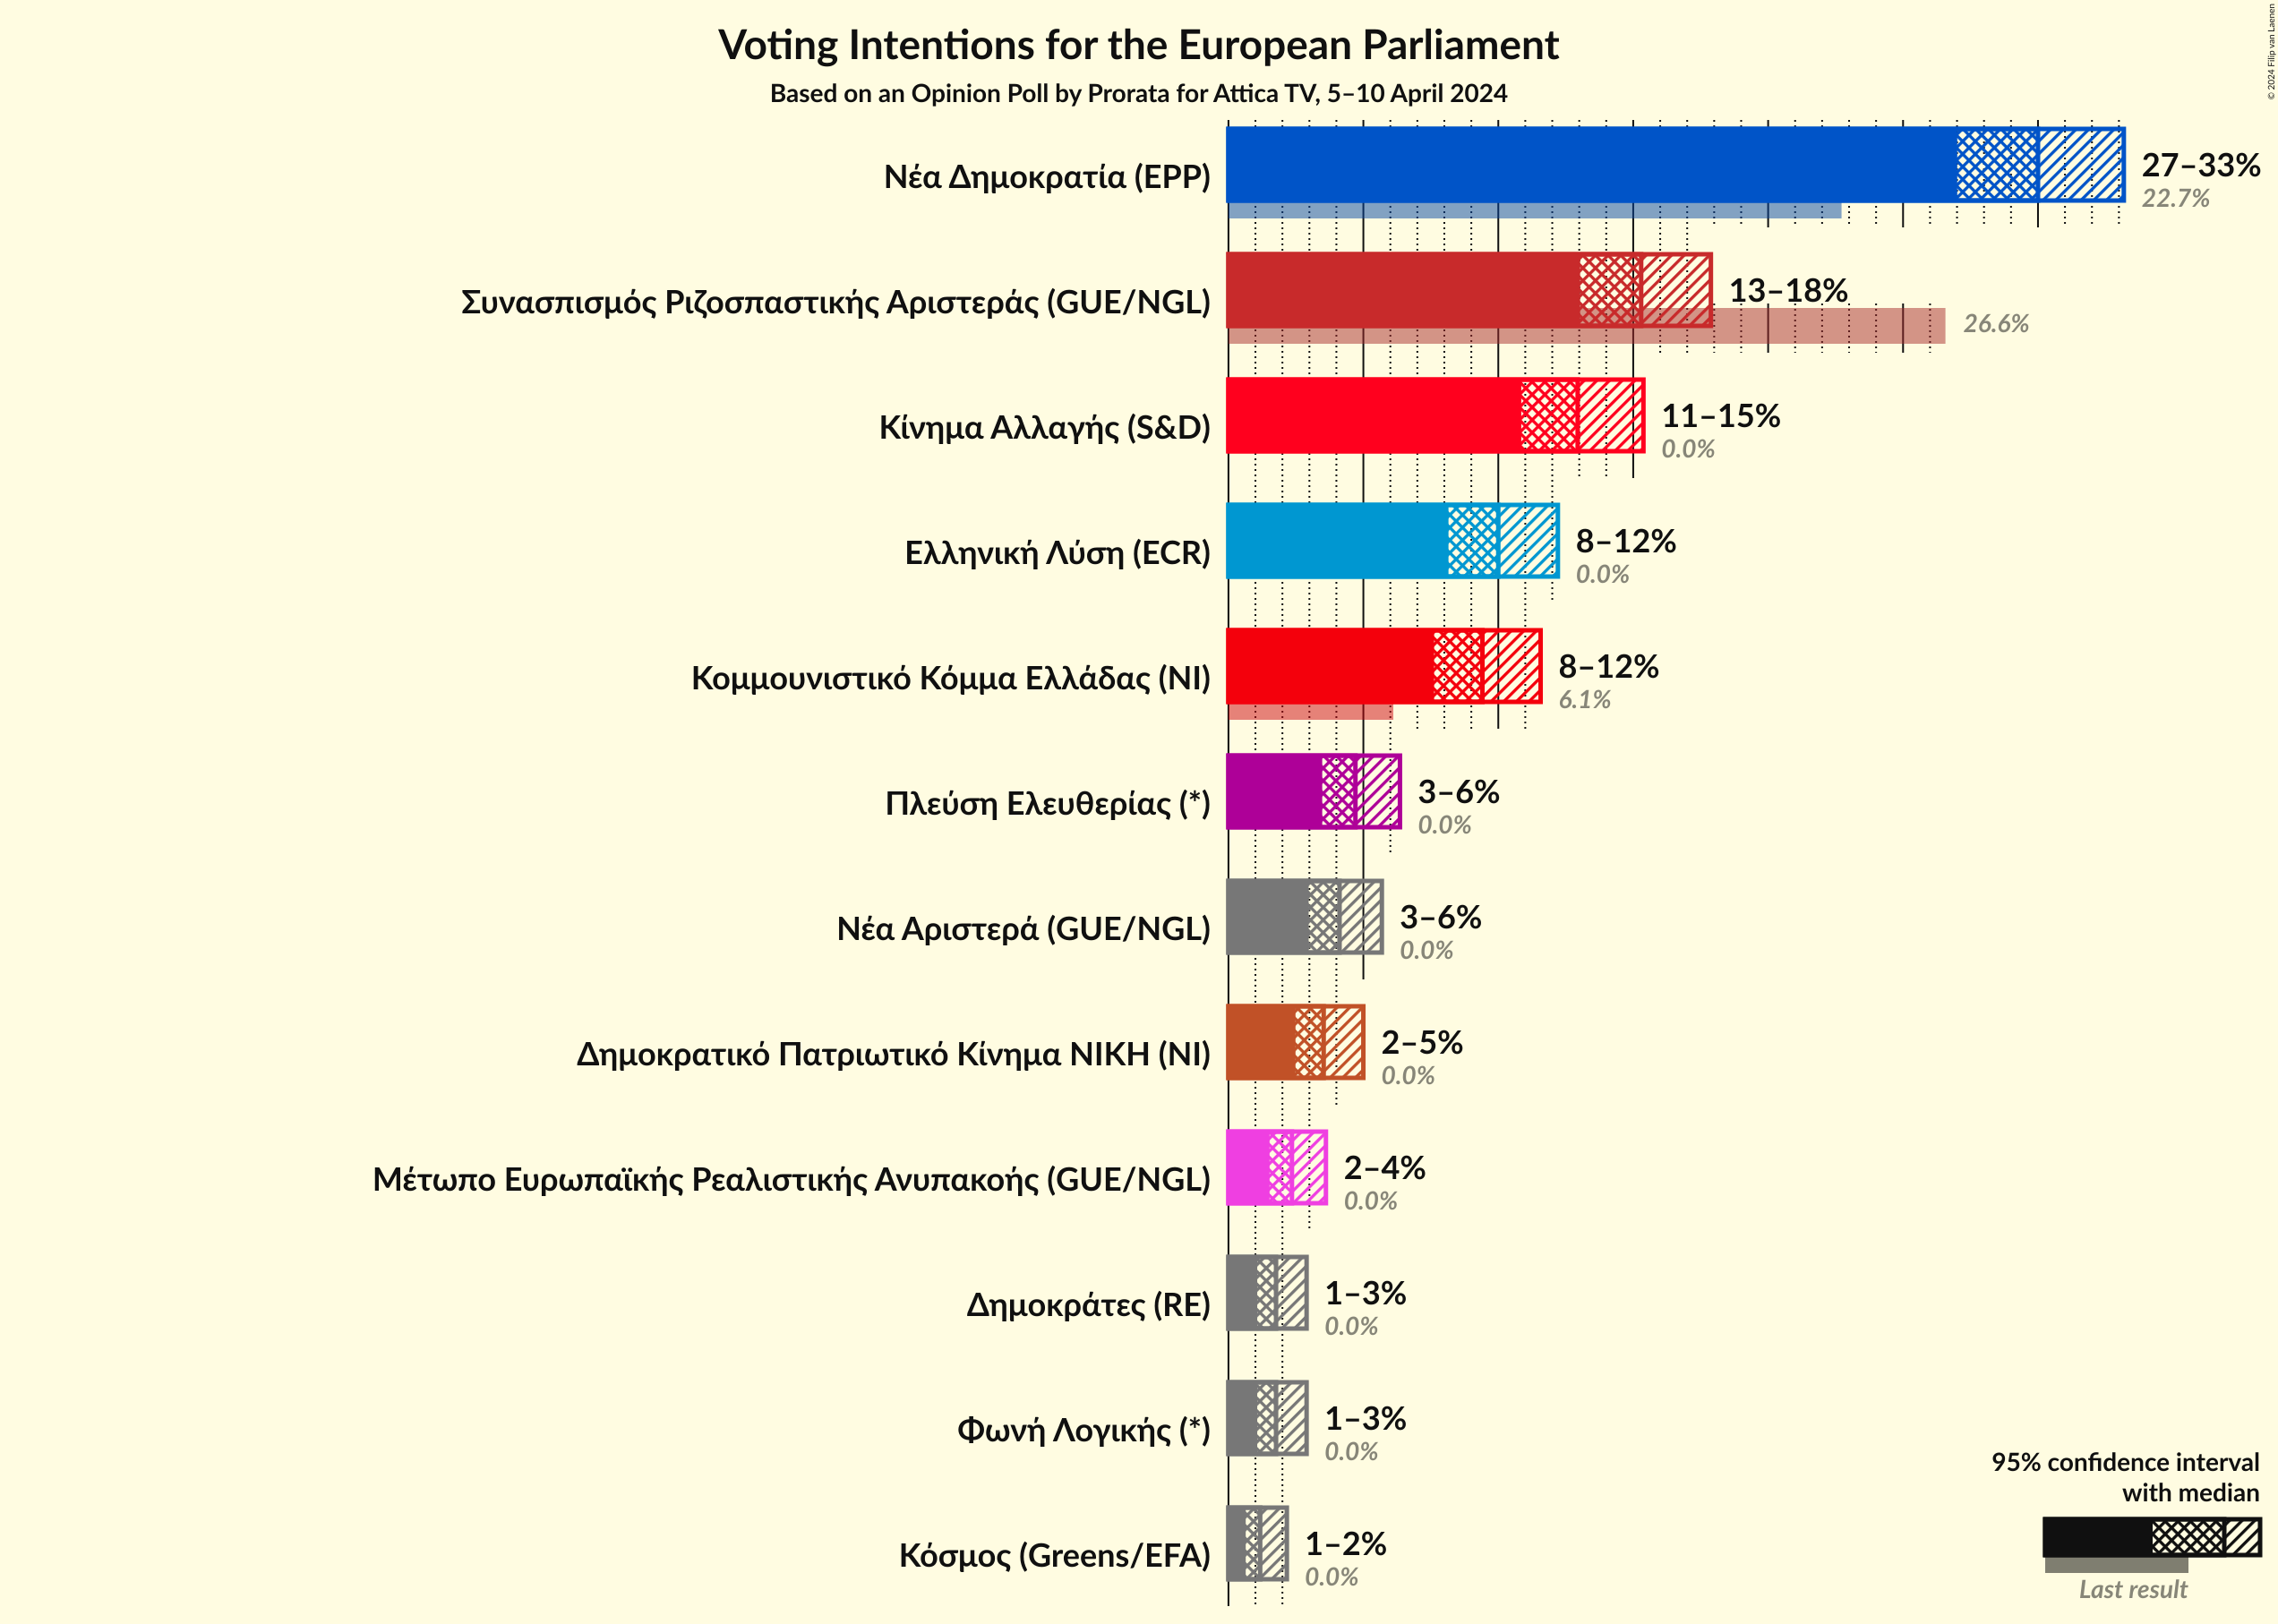 Voting Intentions for the European Parliament
Based on an Opinion Poll by Prorata for Attica TV, 5–10 April 2024
© 2024 Filip van Laenen
Νέα Δημοκρατία (EPP)
27–33%
22.7%
Συνασπισμός Ριζοσπαστικής Αριστεράς (GUE/NGL)
13–18%
26.6%
Κίνημα Αλλαγής (S&D)
11–15%
0.0%
Ελληνική Λύση (ECR)
8–12%
0.0%
Κομμουνιστικό Κόμμα Ελλάδας (NI)
8–12%
6.1%
Πλεύση Ελευθερίας (*)
3–6%
0.0%
Νέα Αριστερά (GUE/NGL)
3–6%
0.0%
Δημοκρατικό Πατριωτικό Κίνημα ΝΙΚΗ (NI)
2–5%
0.0%
Μέτωπο Ευρωπαϊκής Ρεαλιστικής Ανυπακοής (GUE/NGL)
2–4%
0.0%
Δημοκράτες (RE)
1–3%
0.0%
Φωνή Λογικής (*)
1–3%
0.0%
Κόσμος (Greens/EFA)
1–2%
0.0%
95% confidence interval
with median
Last result